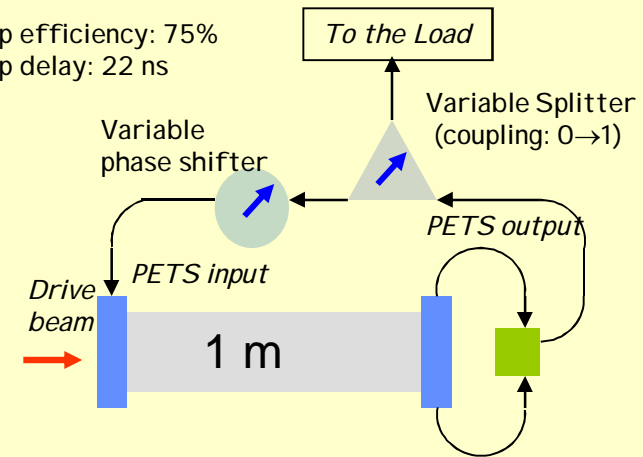 efficiency: 75%
delay: 22 ns
To the Load
Variable Splitter
(coupling: 0→1)
Variable
phase shifter
PETS output
PETS input
Drive
beam
1 m